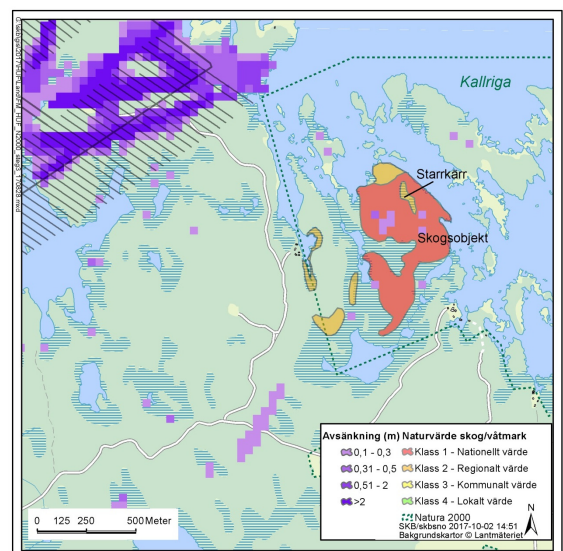 Kallriga
Starrkärr
Skogsobjekt
Avsänkning (m) Naturvärde skog/våtmark
0,1 - 0,3 Klass 1 - Nationellt värde
0,31 - 0,5 Klass 2 - Regionalt värde
0,51 - 2 Klass 3 - Kommunalt värde
>2 Klass 4 - Lokalt värde
Natura 2000
SKB/skbsno 2017-10-02 14:51
Bakgrundskartor © Lantmäteriet
N
0 125 250 500 Meter